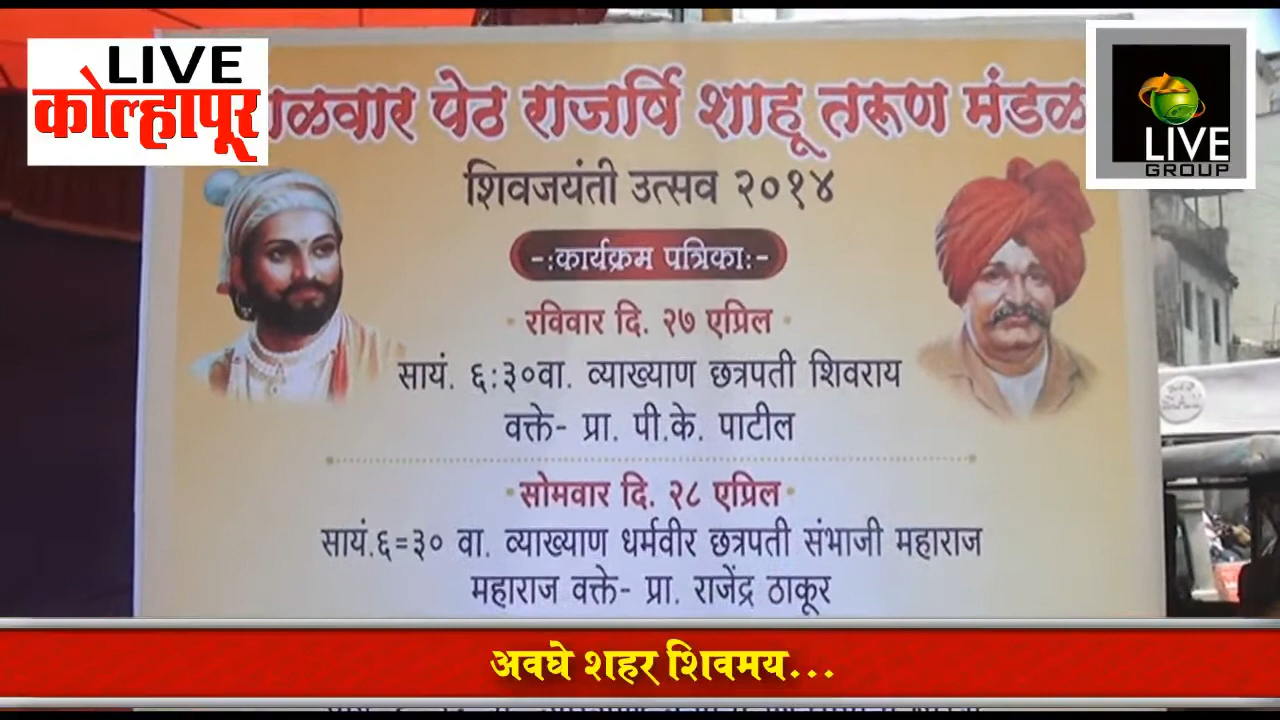 LIVE
कोल्हापूर
LIVE
GROUP
ळवार पेठ राजर्षि शाहू तरूण मंडळ
शिवजयंती उत्सव २०१४
-:कार्यक्रम पत्रिका:-
रविवार दि. २७ एप्रिल
सायं. ६:३०वा. व्याख्याण छत्रपती शिवराय
वक्ते- प्रा. पी.के. पाटील
सोमवार दि. २८ एप्रिल
सायं.६=३० वा. व्याख्याण धर्मवीर छत्रपती संभाजी महाराज
महाराज वक्ते- प्रा. राजेंद्र ठाकूर
अवघे शहर शिवमय...